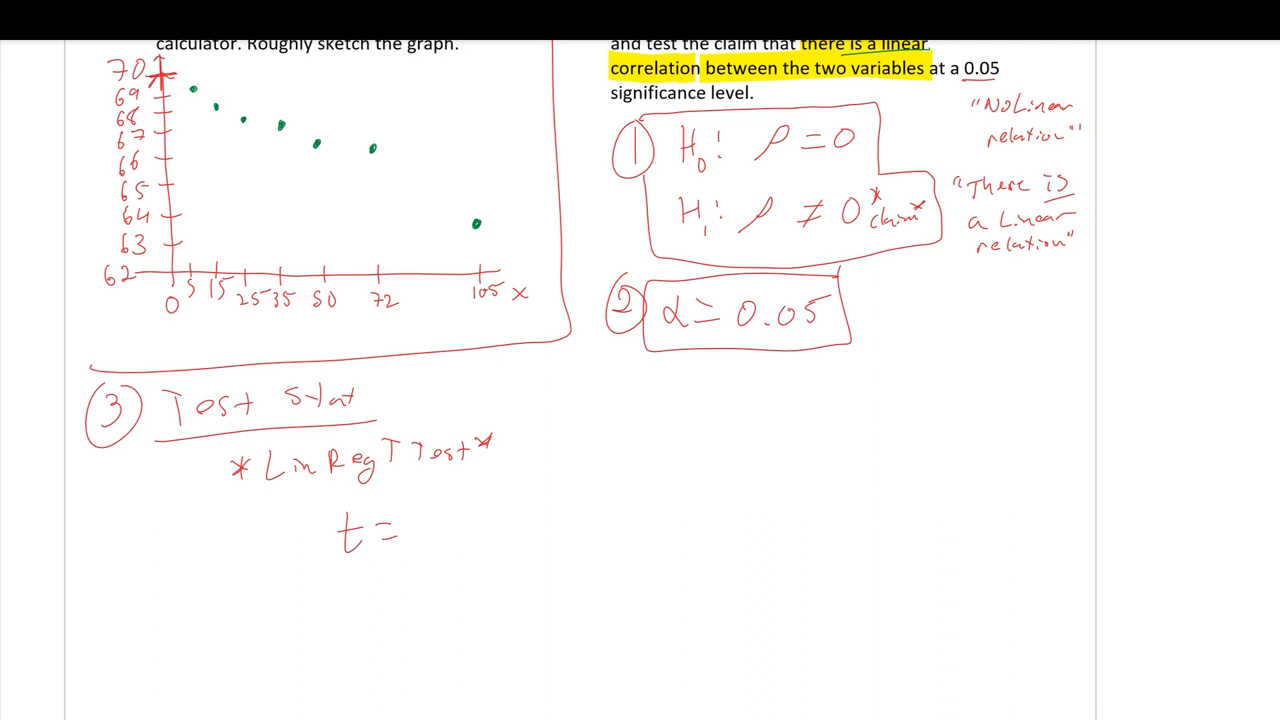 calculator. Roughly sketch the graph.
70
69
68
67
66
65
64
63
62
0 5 15 25 35 50 72 105 x
and test the claim that there is a linear
correlation between the two variables at a 0.05
significance level.
"No Linear
relation"
① H₀: ρ = 0
H₁: ρ ≠ 0 *claim*
"There is
a Linear
relation"
② α = 0.05
③ Test Stat
*LinRegTTest*
t =